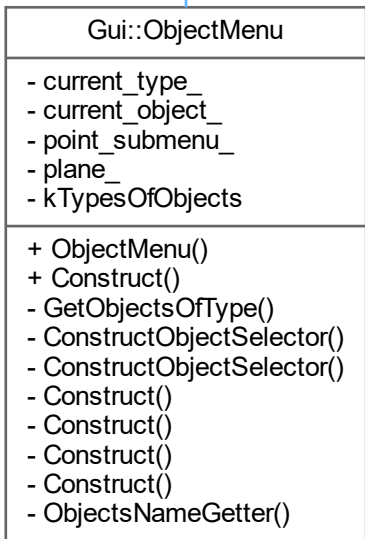 Gui::ObjectMenu
- current_type_
- current_object_
- point_submenu_
- plane_
- kTypesOfObjects
+ ObjectMenu()
+ Construct()
- GetObjectsOfType()
- ConstructObjectSelector()
- ConstructObjectSelector()
- Construct()
- Construct()
- Construct()
- Construct()
- ObjectsNameGetter()